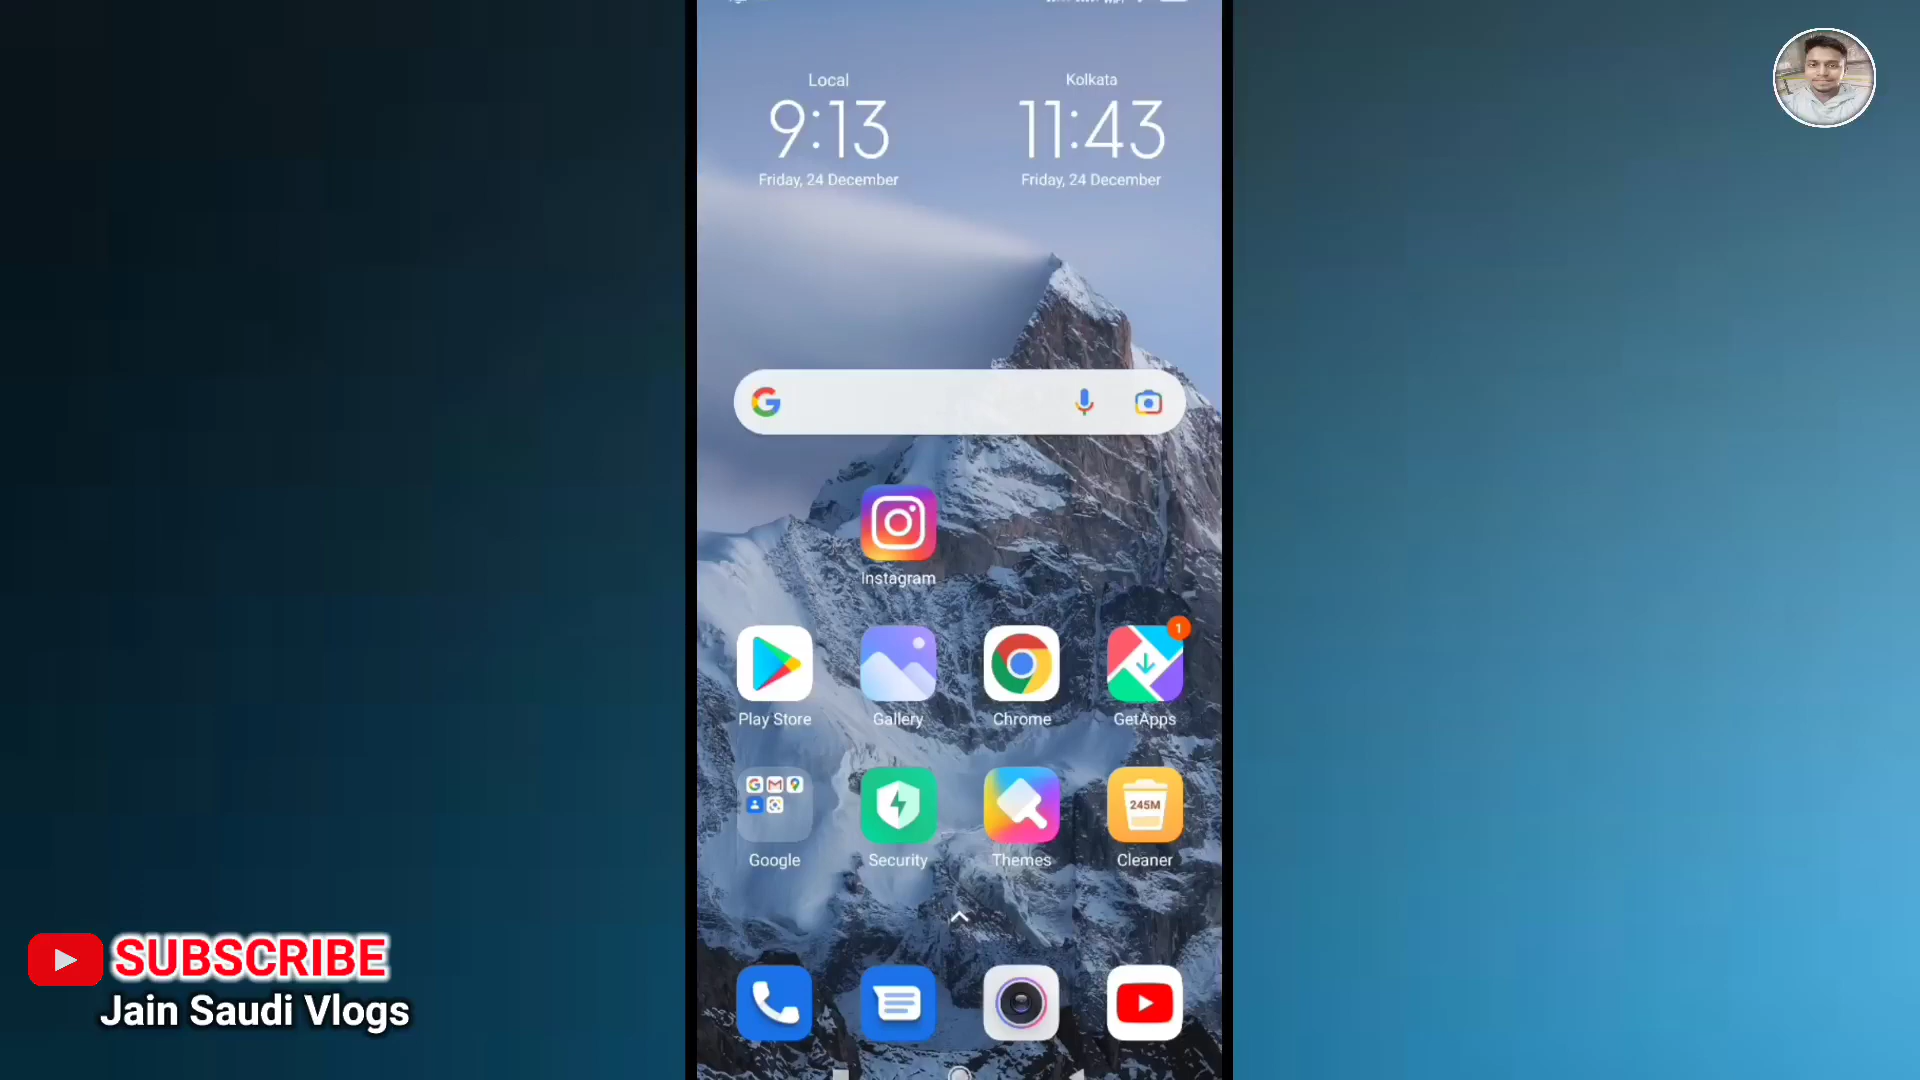 Local
9:13
Friday, 24 December
Kolkata
11:43
Friday, 24 December
Instagram
Play Store
Gallery
Chrome
1
GetApps
Google
Security
Themes
245M
Cleaner
SUBSCRIBE
Jain Saudi Vlogs